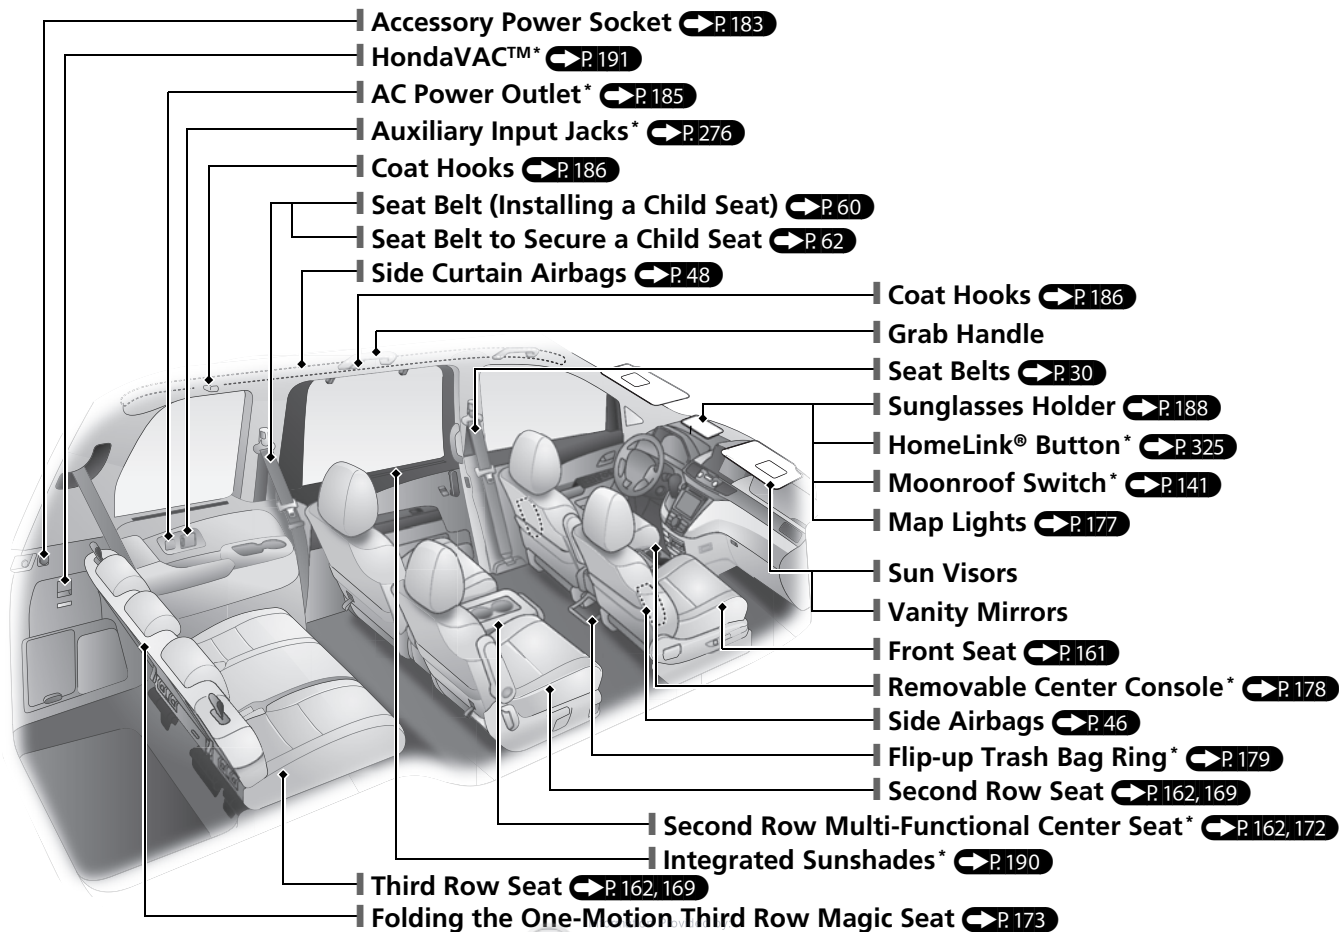 Accessory Power Socket P. 183
HondaVAC™* P. 191
AC Power Outlet* P. 185
Auxiliary Input Jacks* P. 276
Coat Hooks P. 186
Seat Belt (Installing a Child Seat) P. 60
Seat Belt to Secure a Child Seat P. 62
Side Curtain Airbags P. 48
Coat Hooks P. 186
Grab Handle
Seat Belts P. 30
Sunglasses Holder P. 188
HomeLink® Button* P. 325
Moonroof Switch* P. 141
Map Lights P. 177
Sun Visors
Vanity Mirrors
Front Seat P. 161
Removable Center Console* P. 178
Side Airbags P. 46
Flip-up Trash Bag Ring* P. 179
Second Row Seat P. 162, 169
Second Row Multi-Functional Center Seat* P. 162, 172
Integrated Sunshades* P. 190
Third Row Seat P. 162, 169
Folding the One-Motion Third Row Magic Seat P. 173